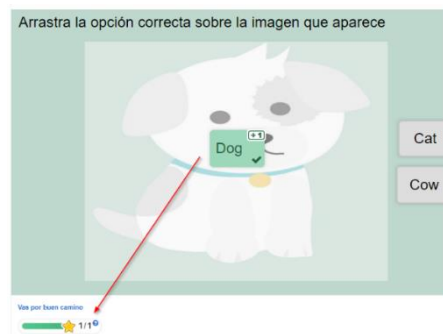 Arrastra la opción correcta sobre la imagen que aparece
+1
Dog
Cat
Cow
Vas por buen camino
1/1